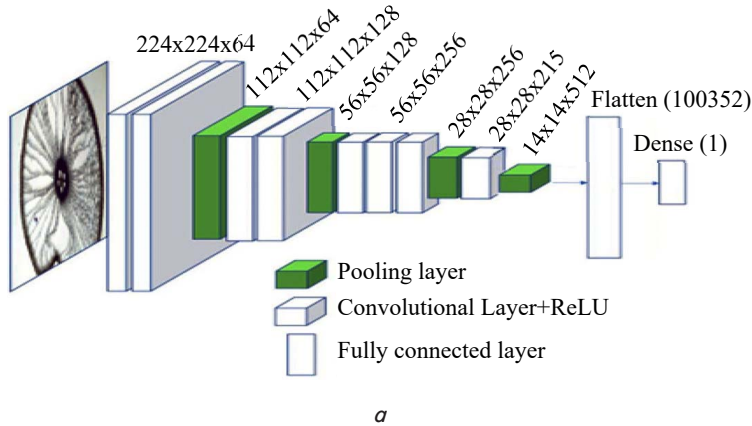 224x224x64
112x112x64
112x112x128
56x56x128
56x56x256
28x28x256
28x28x215
14x14x512
Flatten (100352)
Dense (1)
Pooling layer
Convolutional Layer+ReLU
Fully connected layer
a